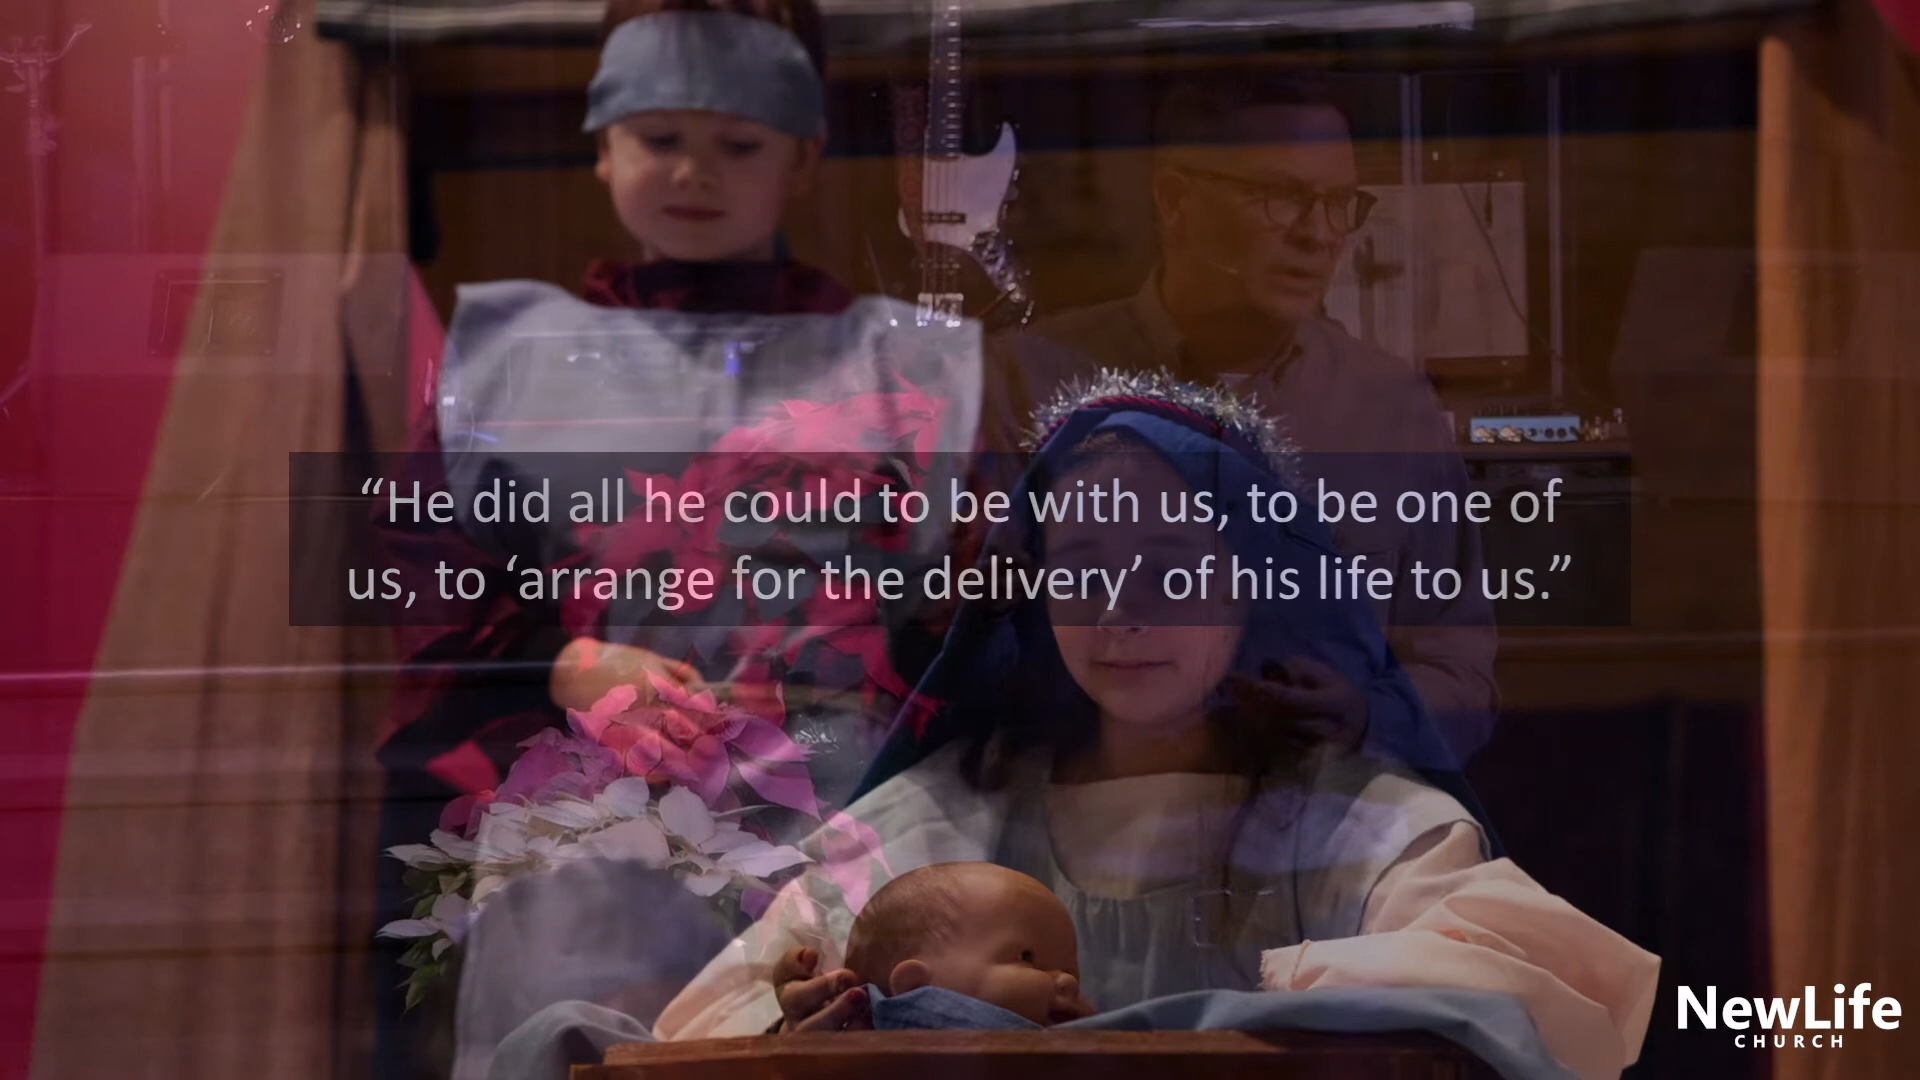 “He did all he could to be with us, to be one of
us, to ‘arrange for the delivery’ of his life to us.”
NewLife
CHURCH